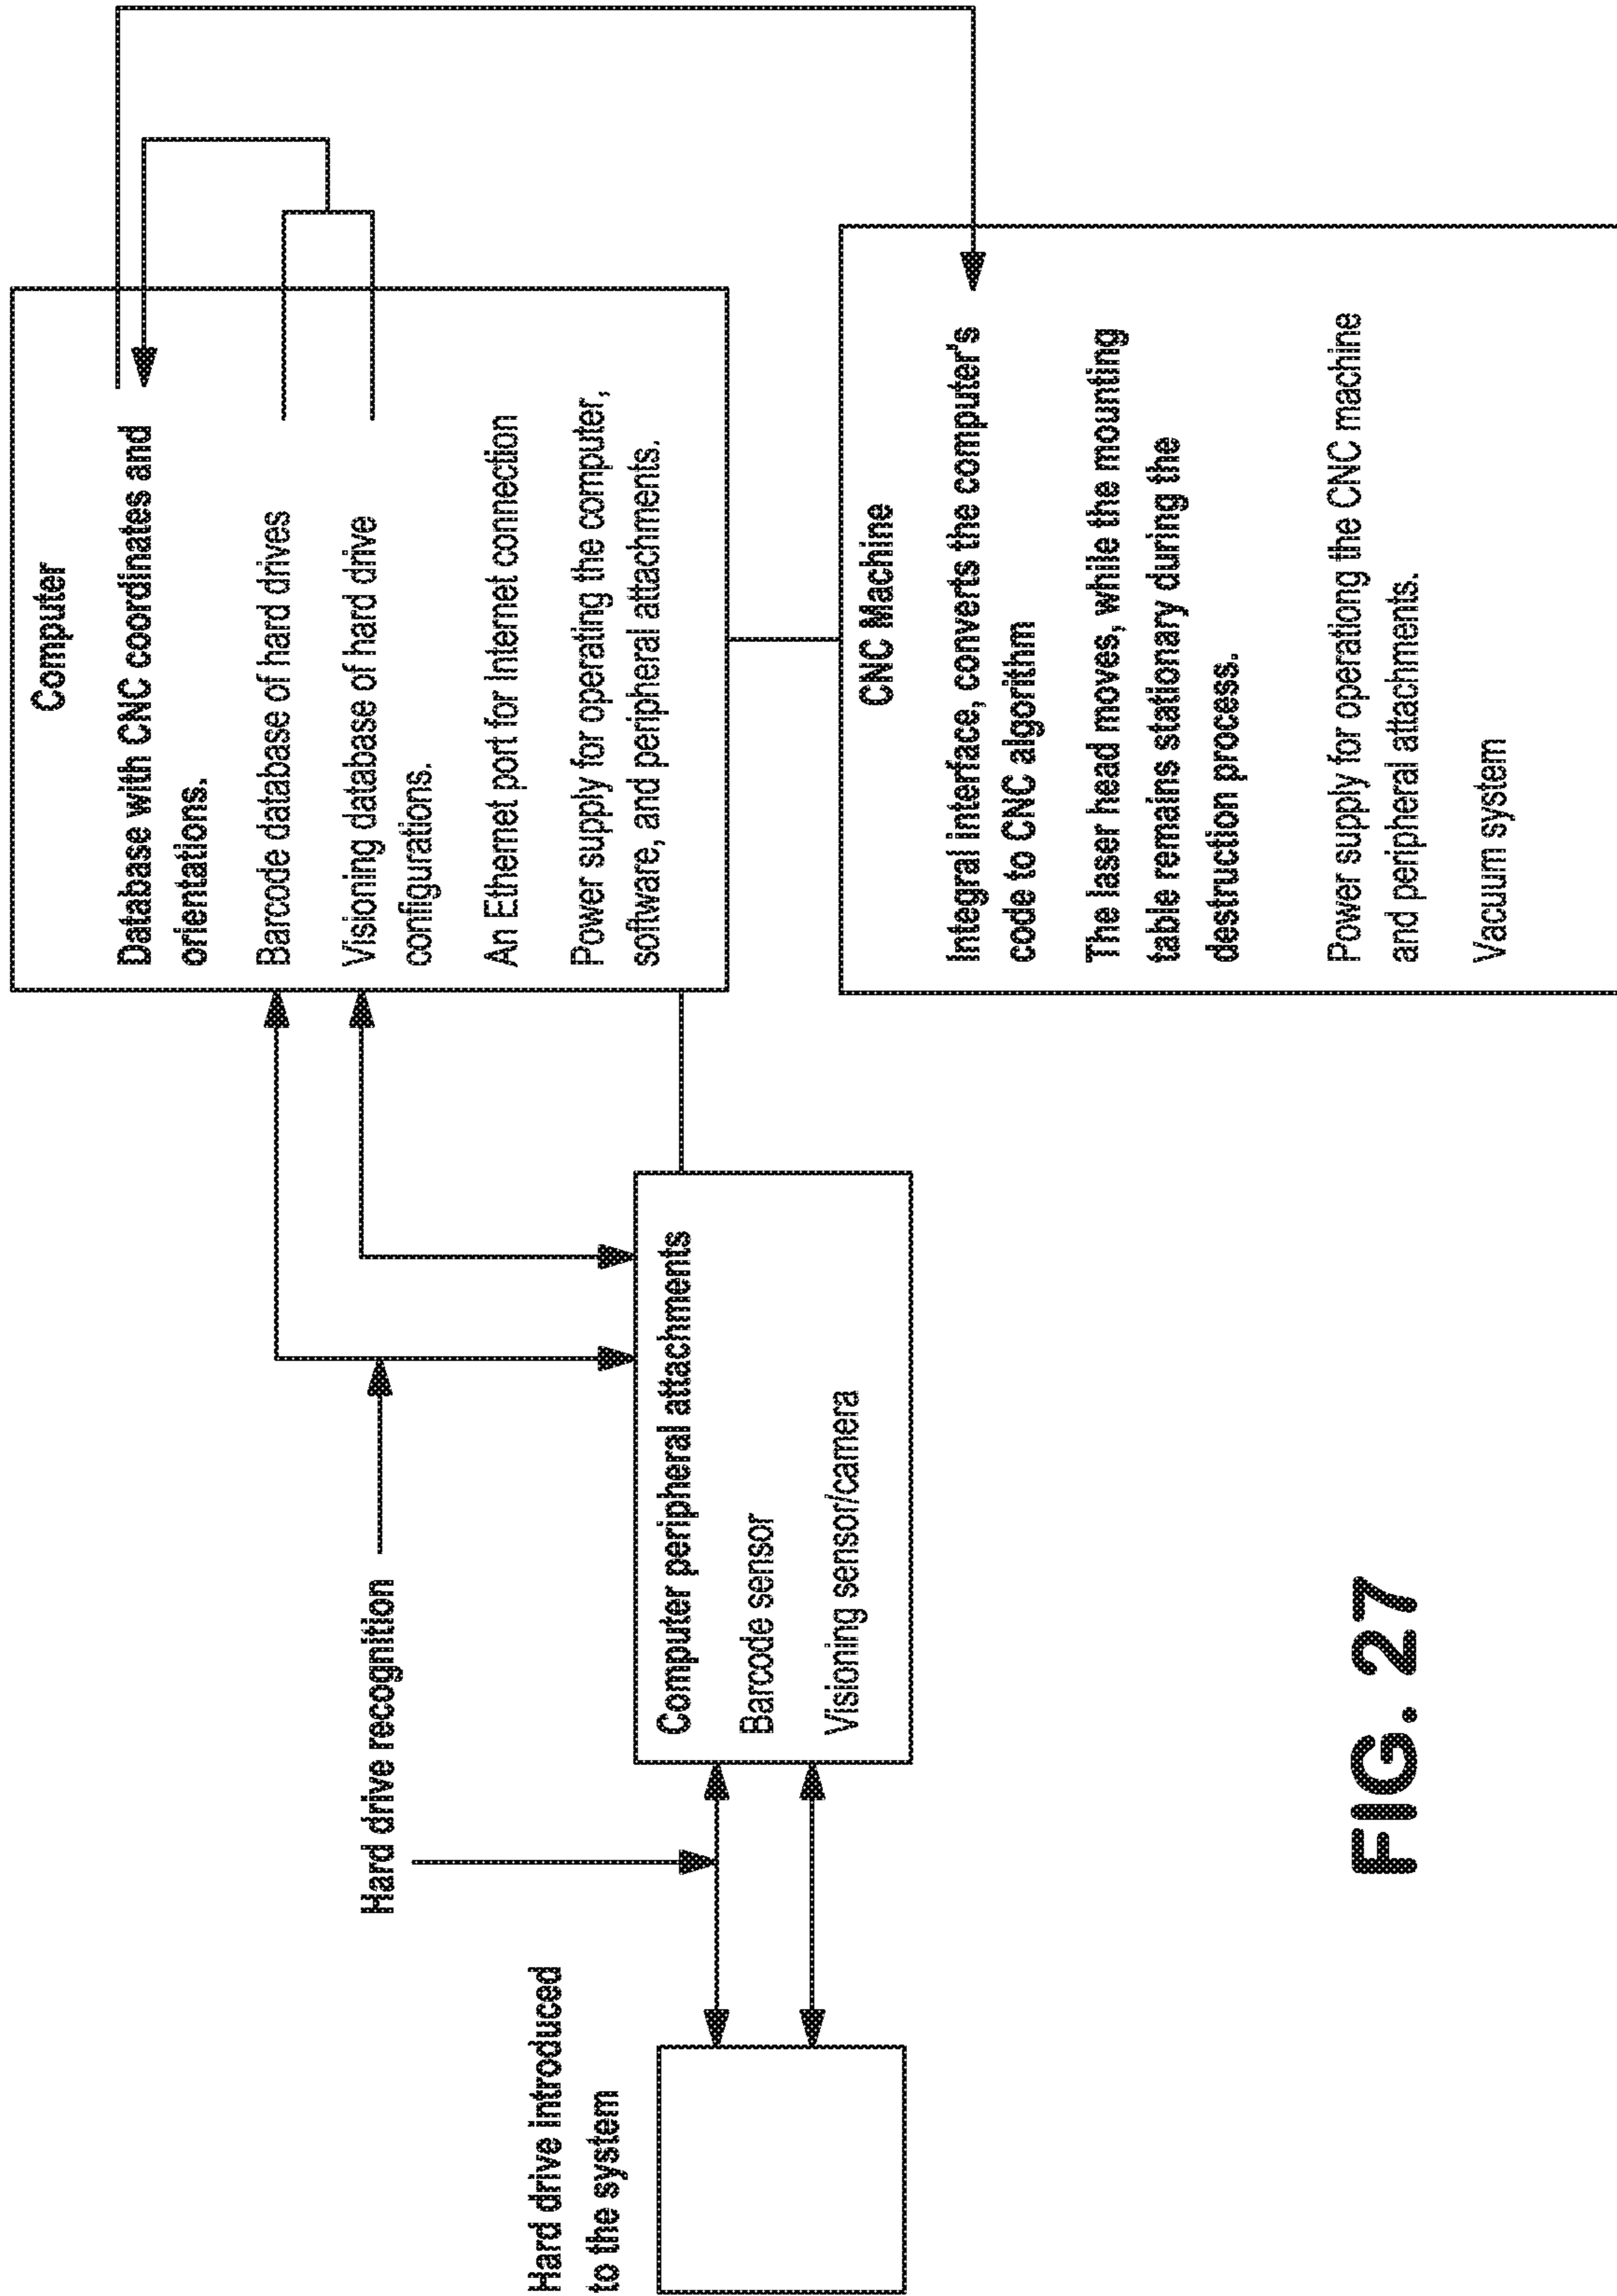 Hard drive introduced
to the system
Hard drive recognition
Computer peripheral attachments
Barcode sensor
Visioning sensor/camera
Computer
Database with CNC coordinates and
orientations.
Barcode database of hard drives
Visioning database of hard drive
configurations.
An Ethernet port for Internet connection
Power supply for operating the computer,
software, and peripheral attachments.
CNC Machine
Integral interface, converts the computer's
code to CNC algorithm
The laser head moves, while the mounting
table remains stationary during the
destruction process.
Power supply for operationg the CNC machine
and peripheral attachments.
Vacuum system
FIG. 27